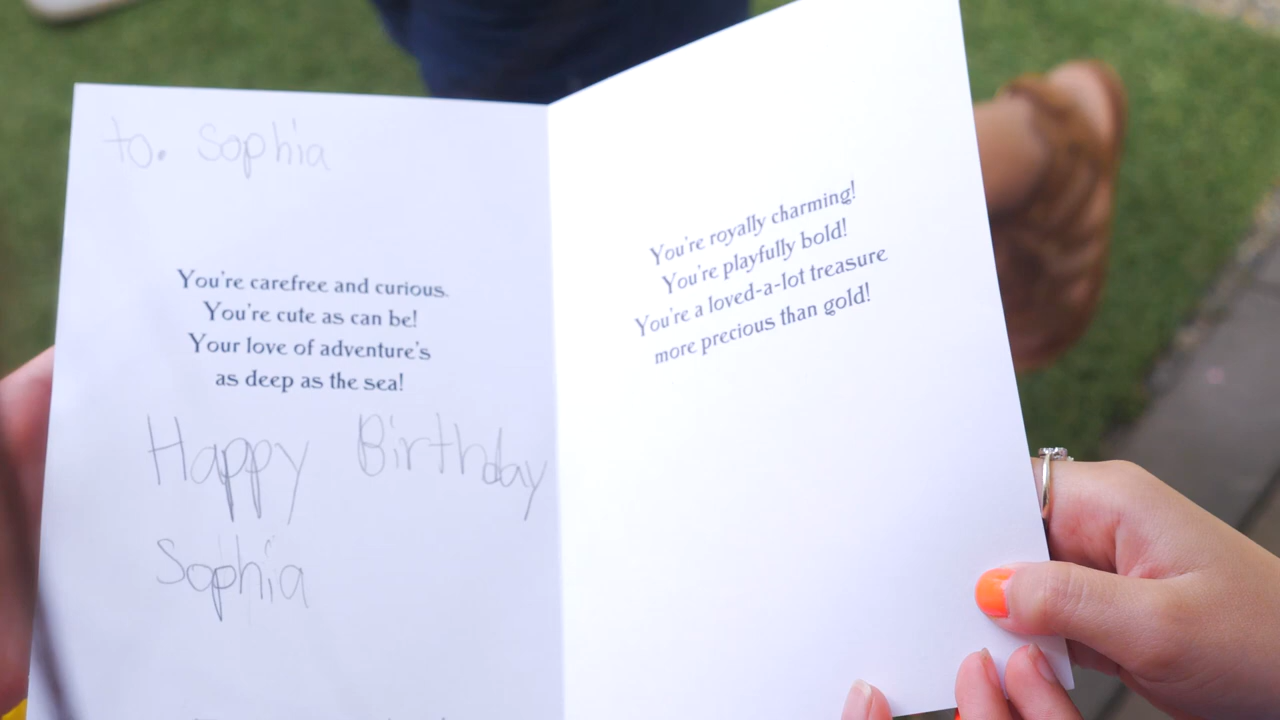 to. Sophia
You're carefree and curious.
You're cute as can be!
Your love of adventure's
as deep as the sea!
Happy Birthday
Sophia
You're royally charming!
You're playfully bold!
You're a loved-a-lot treasure
more precious than gold!